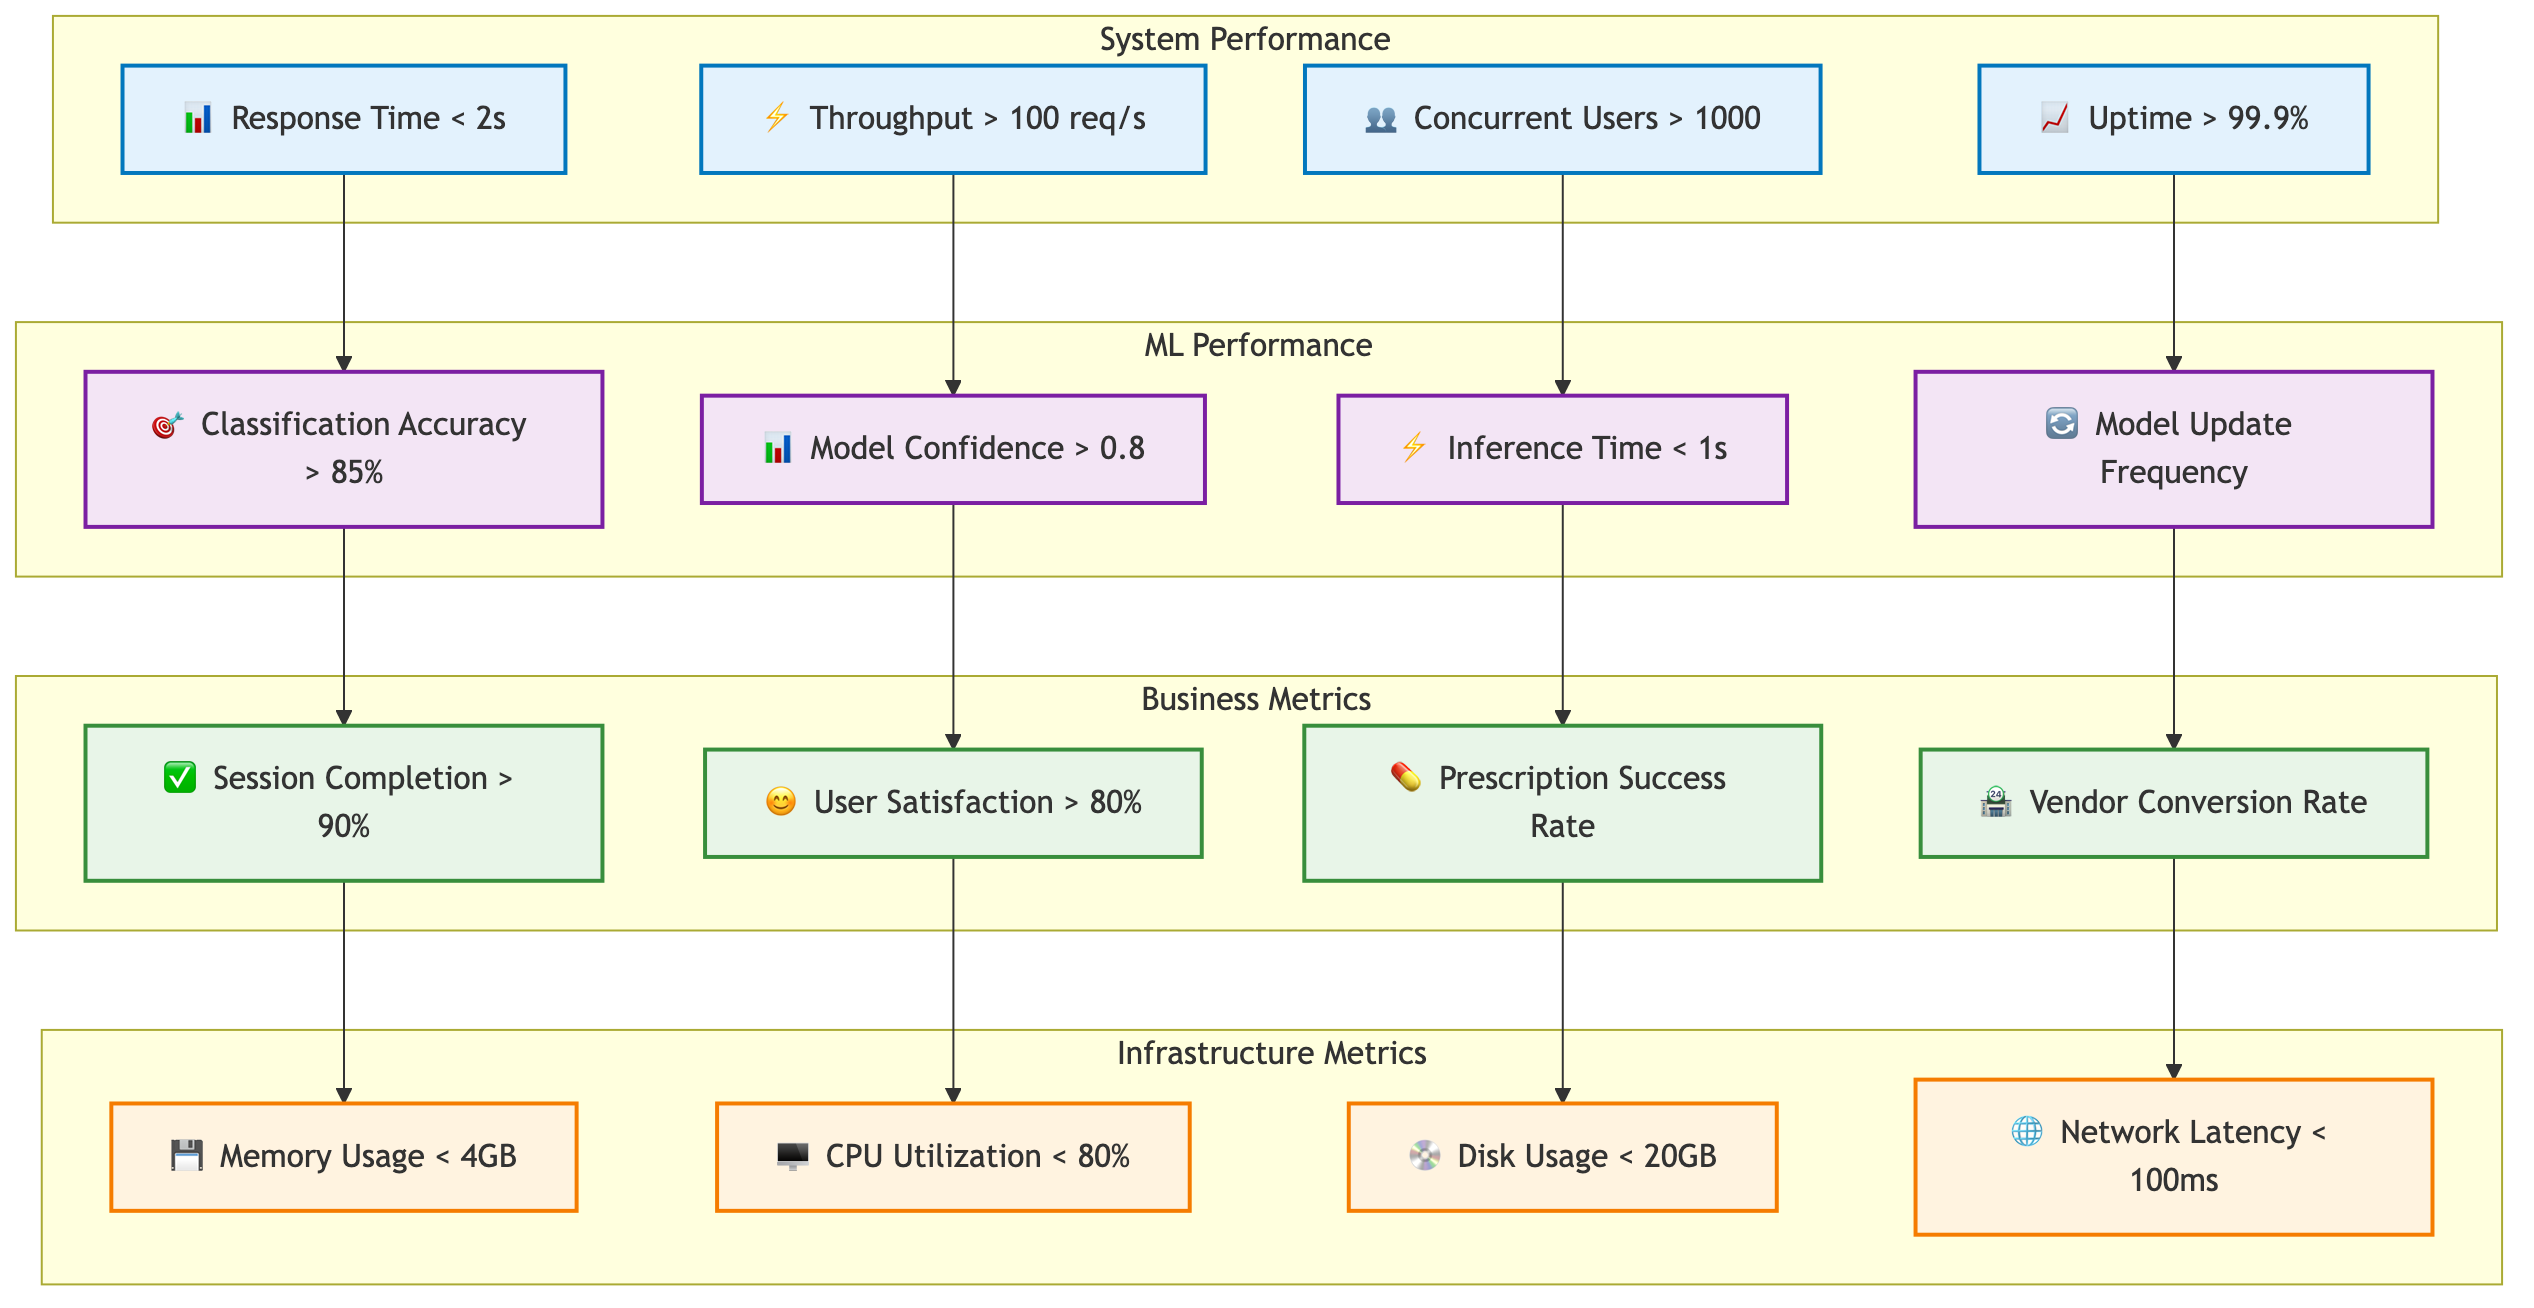 System Performance
📊 Response Time < 2s
⚡ Throughput > 100 req/s
👥 Concurrent Users > 1000
📈 Uptime > 99.9%
ML Performance
🎯 Classification Accuracy
> 85%
📊 Model Confidence > 0.8
⚡ Inference Time < 1s
🔄 Model Update
Frequency
Business Metrics
✅ Session Completion >
90%
😊 User Satisfaction > 80%
💊 Prescription Success
Rate
🏪 Vendor Conversion Rate
Infrastructure Metrics
💾 Memory Usage < 4GB
🖥️ CPU Utilization < 80%
💿 Disk Usage < 20GB
🌐 Network Latency <
100ms